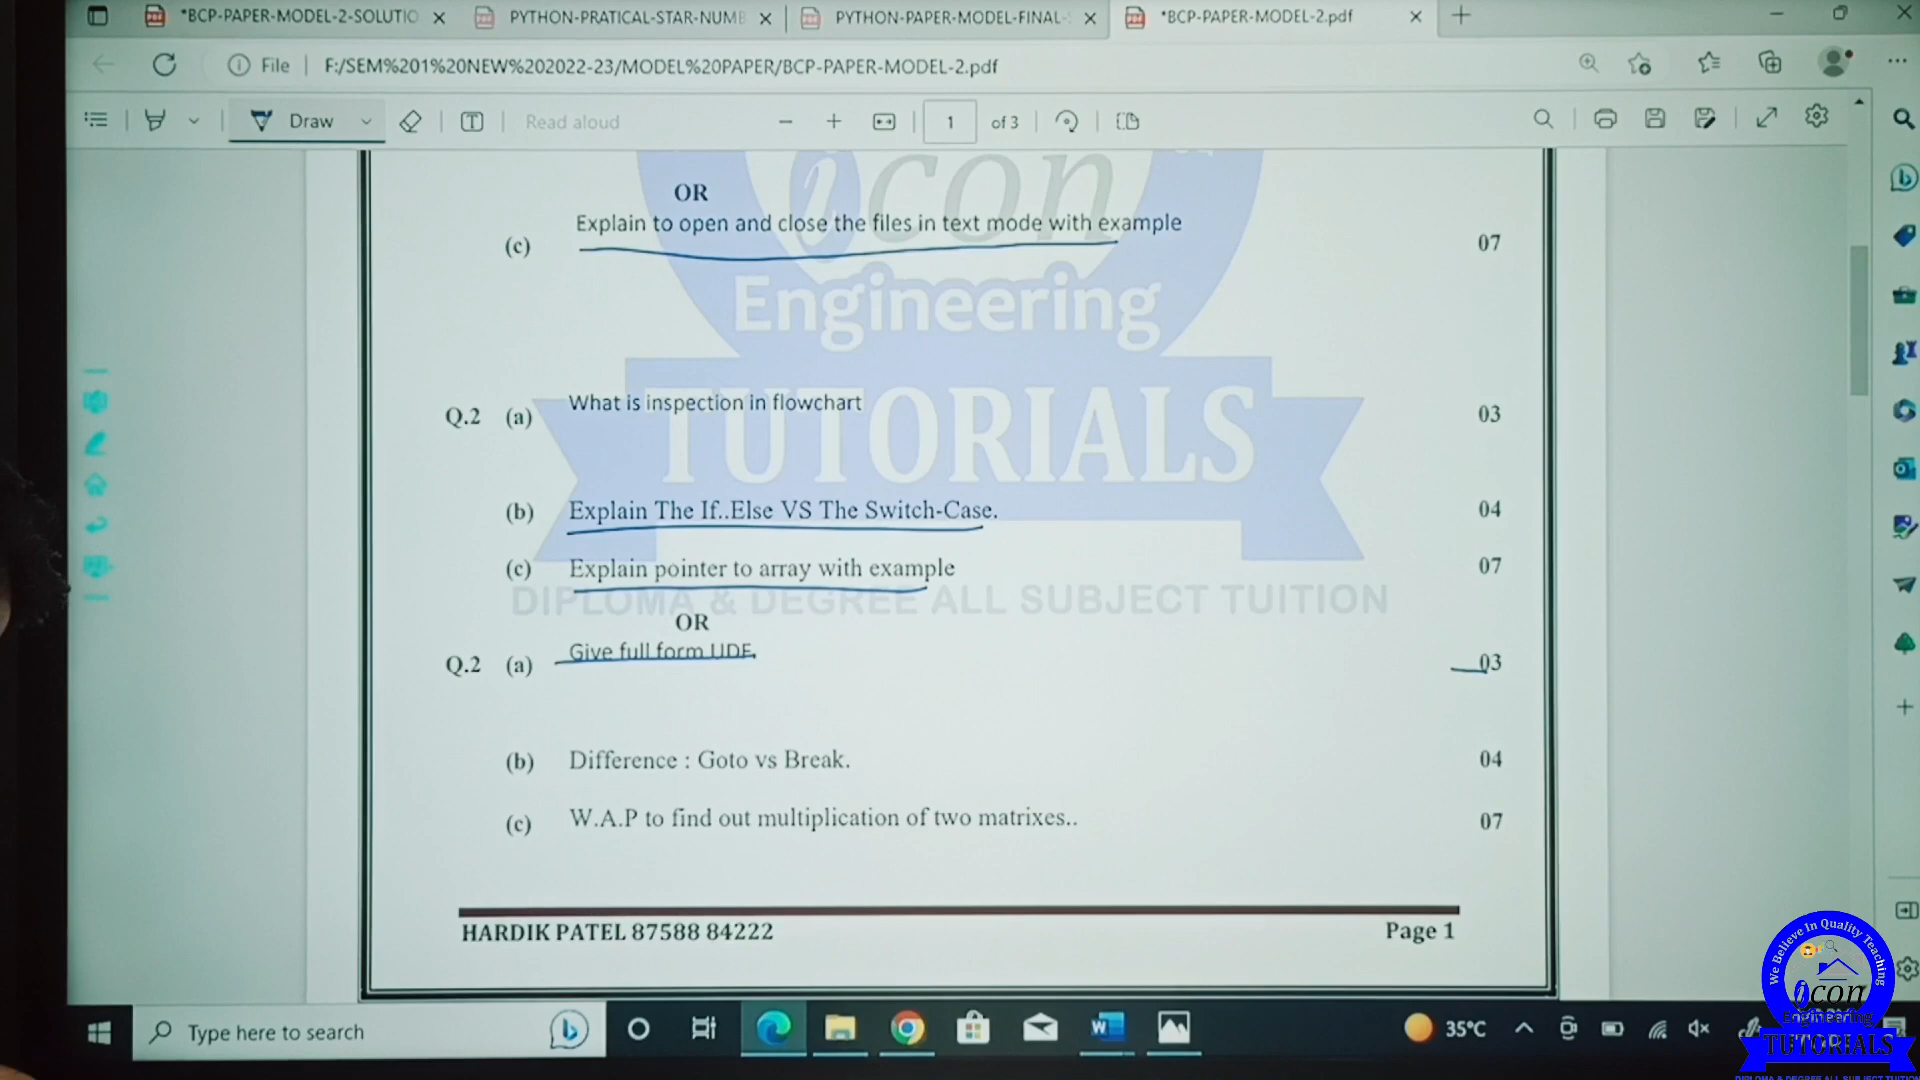 *BCP-PAPER-MODEL-2-SOLUTIO
PYTHON-PRATICAL-STAR-NUMB
PYTHON-PAPER-MODEL-FINAL-
*BCP-PAPER-MODEL-2.pdf
File
F:/SEM%201%20NEW%202022-23/MODEL%20PAPER/BCP-PAPER-MODEL-2.pdf
Draw
Read aloud
1
of 3
icon
Engineering
TUTORIALS
DIPLOMA & DEGREE ALL SUBJECT TUITION
OR
(c) Explain to open and close the files in text mode with example 07
Q.2 (a) What is inspection in flowchart 03
(b) Explain The If..Else VS The Switch-Case. 04
(c) Explain pointer to array with example 07
OR
Q.2 (a) Give full form UDF. 03
(b) Difference : Goto vs Break. 04
(c) W.A.P to find out multiplication of two matrixes.. 07
HARDIK PATEL 87588 84222 Page 1
Type here to search
35°C
We Believe In Quality Teaching
icon
Engineering
TUTORIALS
DIPLOMA & DEGREE ALL SUBJECT TUITION